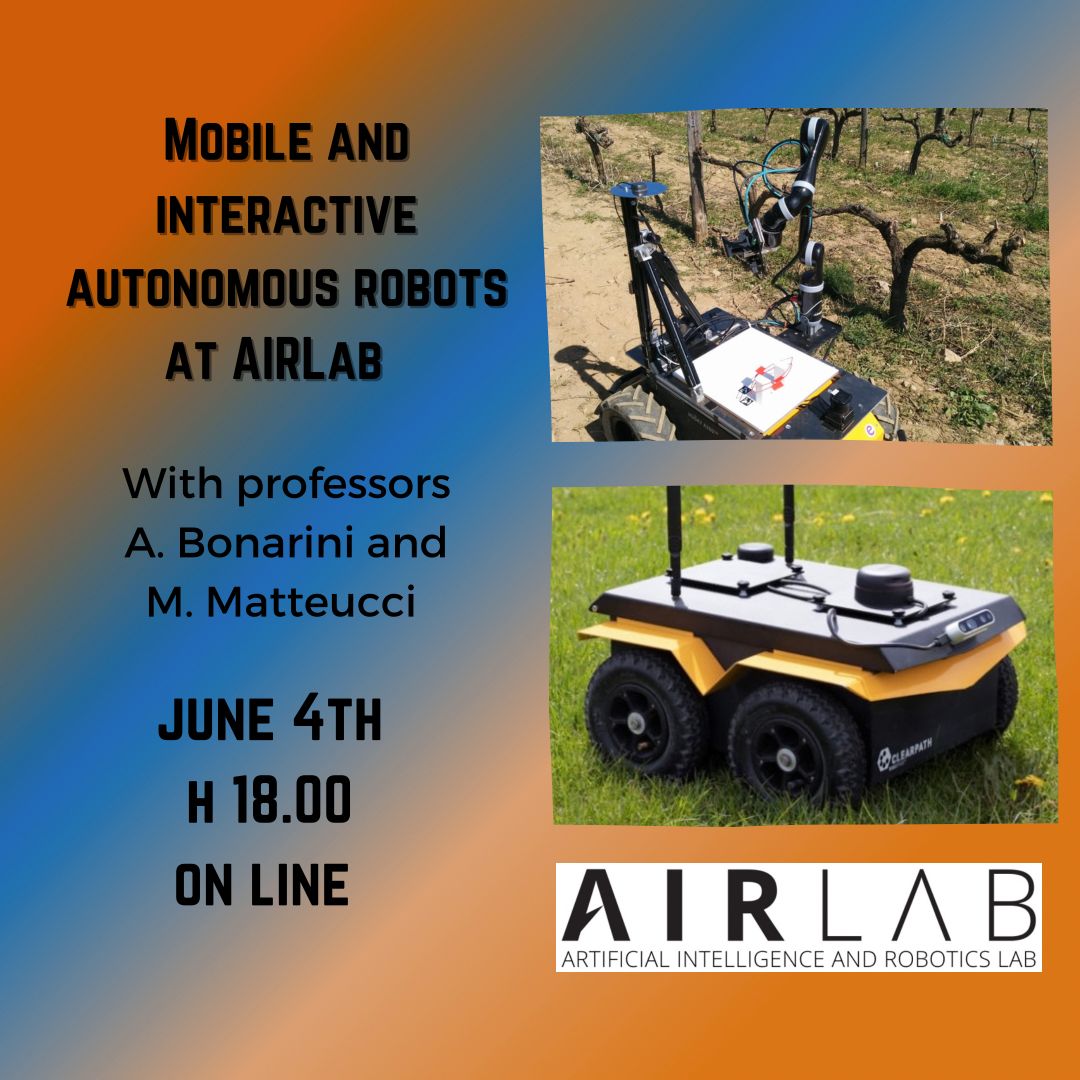 Mobile and
interactive
autonomous robots
at AIRLab
With professors
A. Bonarini and
M. Matteucci
June 4th
h 18.00
on line
CLEARPATH
AIRLAB
ARTIFICIAL INTELLIGENCE AND ROBOTICS LAB